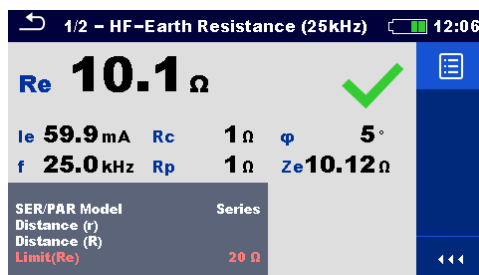 1/2 – HF–Earth Resistance (25kHz) 12:06
Re 10.1 Ω
Ie 59.9 mA Rc 1 Ω φ 5 °
f 25.0 kHz Rp 1 Ω Ze 10.12 Ω
SER/PAR Model Series
Distance (r)
Distance (R)
Limit(Re) 20 Ω